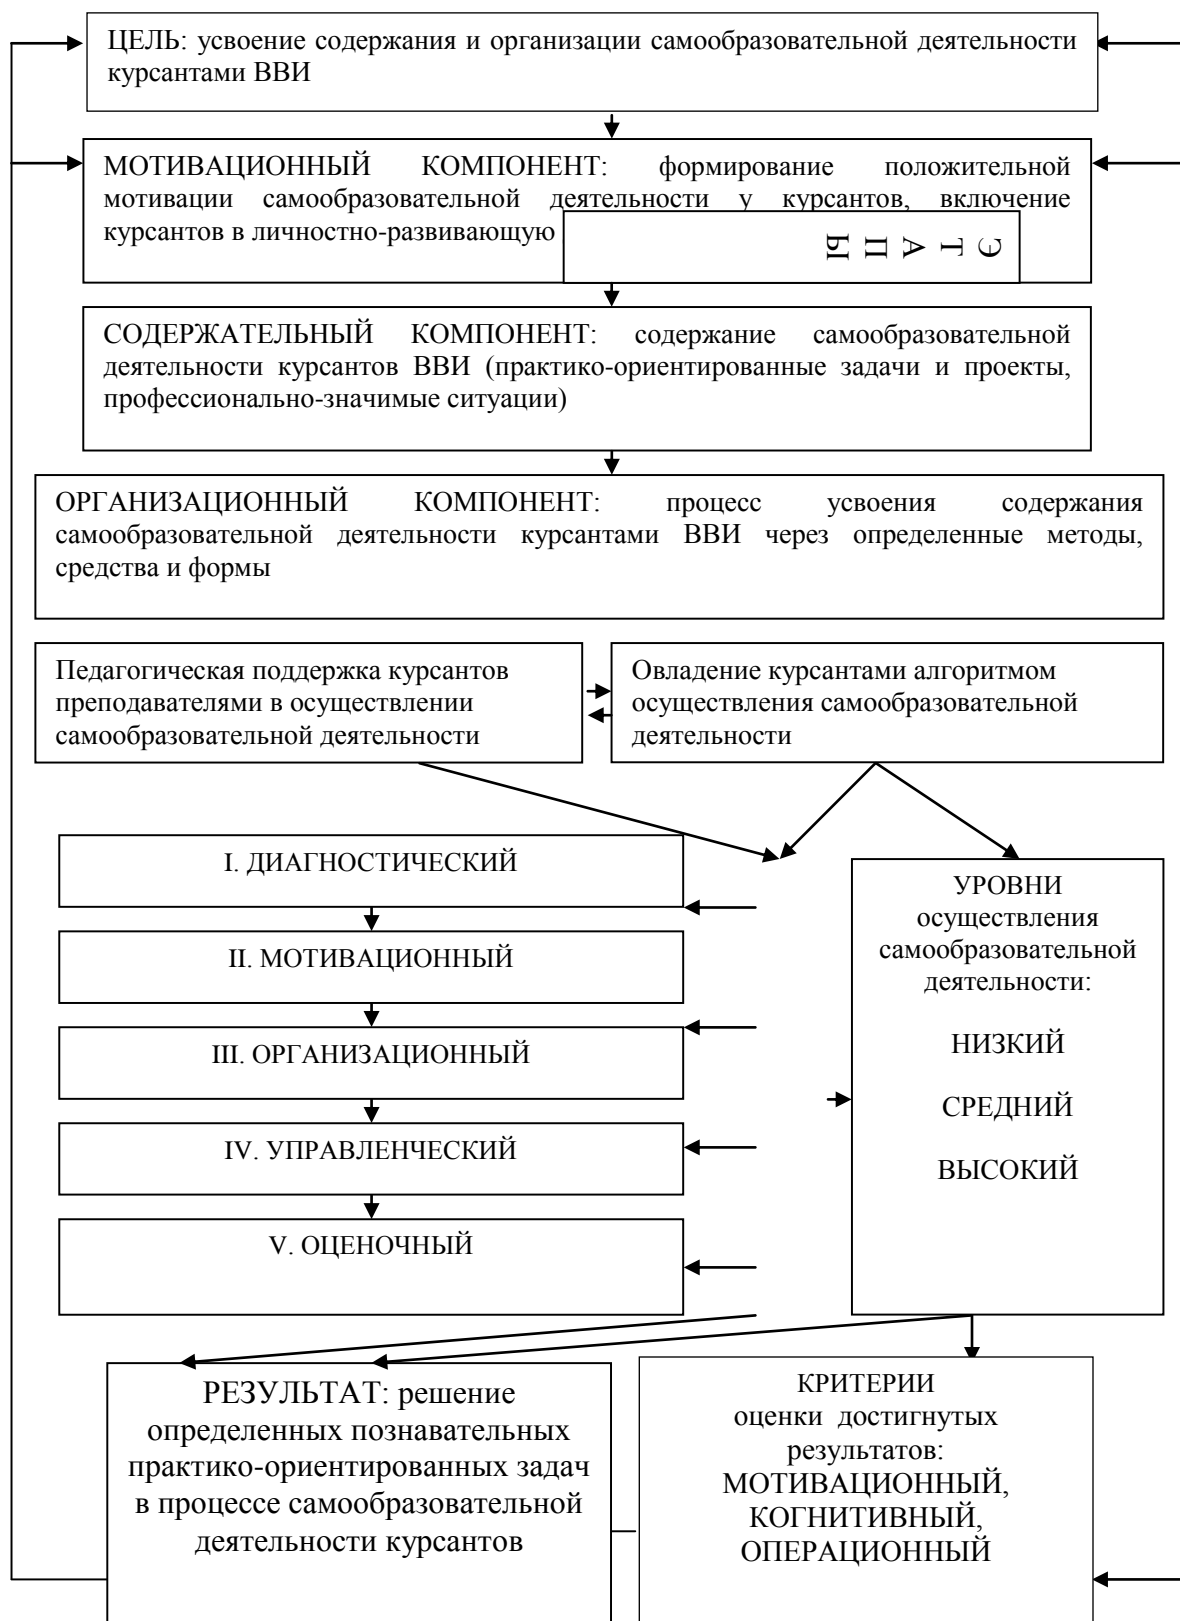 ЦЕЛЬ: усвоение содержания и организации самообразовательной деятельности
курсантами ВВИ
МОТИВАЦИОННЫЙ КОМПОНЕНТ: формирование положительной
мотивации самообразовательной деятельности у курсантов, включение
курсантов в личностно-развивающую
ЭТАПЫ
СОДЕРЖАТЕЛЬНЫЙ КОМПОНЕНТ: содержание самообразовательной
деятельности курсантов ВВИ (практико-ориентированные задачи и проекты,
профессионально-значимые ситуации)
ОРГАНИЗАЦИОННЫЙ КОМПОНЕНТ: процесс усвоения содержания
самообразовательной деятельности курсантами ВВИ через определенные методы,
средства и формы
Педагогическая поддержка курсантов
преподавателями в осуществлении
самообразовательной деятельности
Овладение курсантами алгоритмом
осуществления самообразовательной
деятельности
I. ДИАГНОСТИЧЕСКИЙ
II. МОТИВАЦИОННЫЙ
III. ОРГАНИЗАЦИОННЫЙ
IV. УПРАВЛЕНЧЕСКИЙ
V. ОЦЕНОЧНЫЙ
УРОВНИ
осуществления
самообразовательной
деятельности:
НИЗКИЙ
СРЕДНИЙ
ВЫСОКИЙ
РЕЗУЛЬТАТ: решение
определенных познавательных
практико-ориентированных задач
в процессе самообразовательной
деятельности курсантов
КРИТЕРИИ
оценки достигнутых
результатов:
МОТИВАЦИОННЫЙ,
КОГНИТИВНЫЙ,
ОПЕРАЦИОННЫЙ